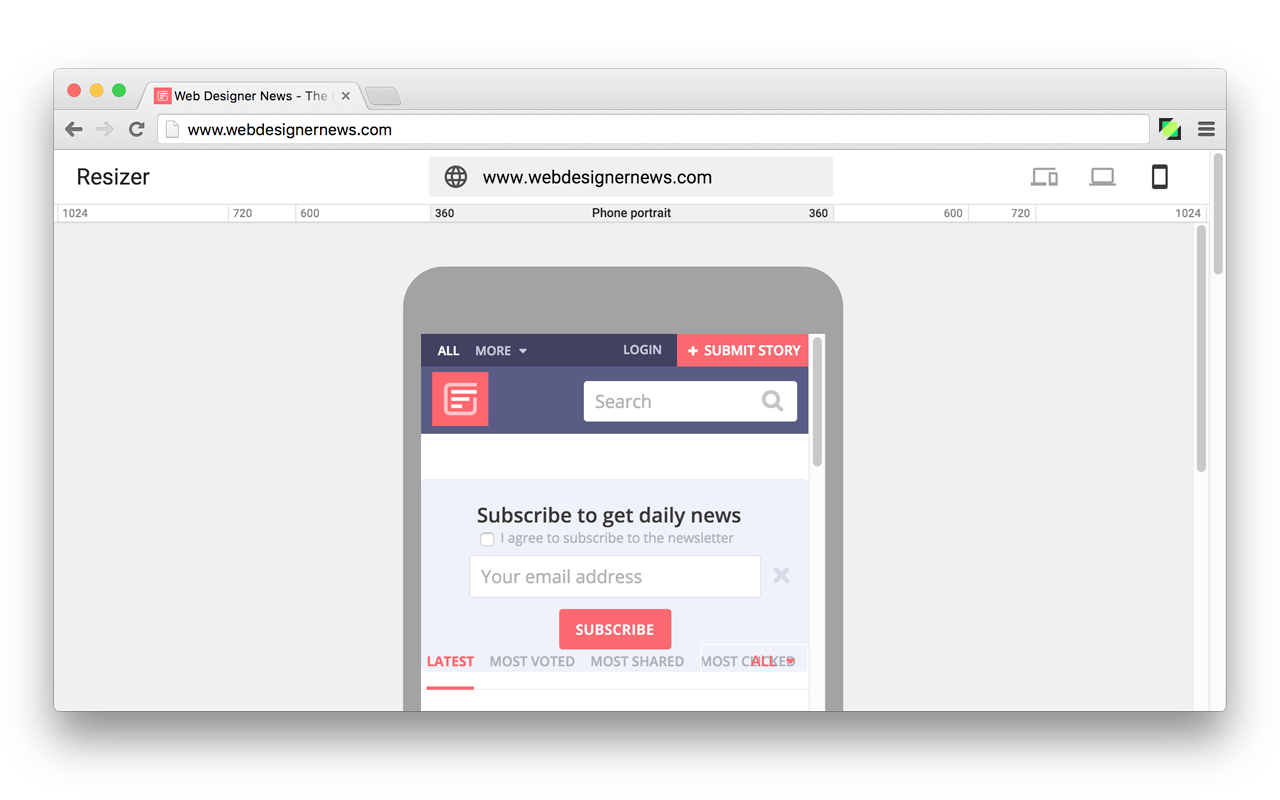 Web Designer News - The
www.webdesignernews.com
Resizer
www.webdesignernews.com
1024 720 600 360 Phone portrait 360 600 720 1024
ALL MORE LOGIN + SUBMIT STORY
Search
Subscribe to get daily news
I agree to subscribe to the newsletter
Your email address
SUBSCRIBE
LATEST MOST VOTED MOST SHARED MOST CLICKED ALL